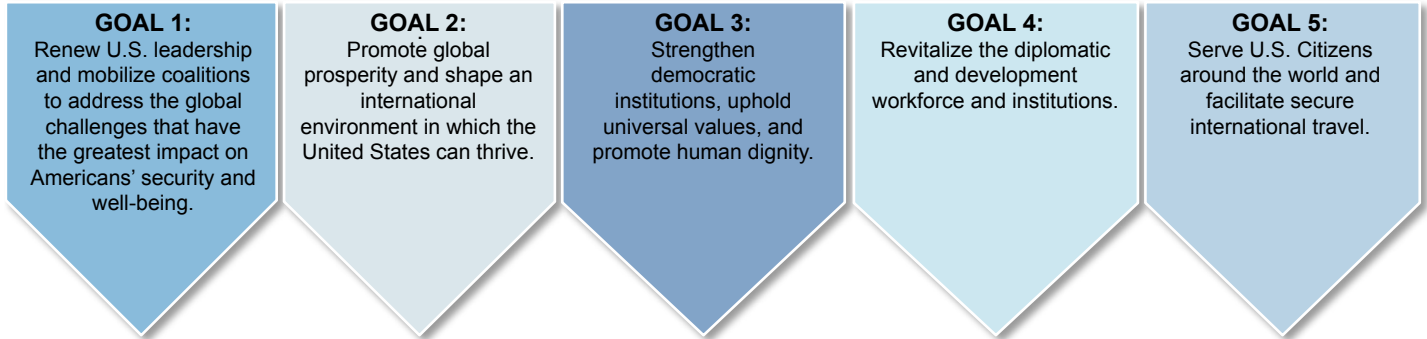 GOAL 1:
Renew U.S. leadership
and mobilize coalitions
to address the global
challenges that have
the greatest impact on
Americans’ security and
well-being.
GOAL 2:
Promote global
prosperity and shape an
international
environment in which the
United States can thrive.
GOAL 3:
Strengthen
democratic
institutions, uphold
universal values, and
promote human dignity.
GOAL 4:
Revitalize the diplomatic
and development
workforce and institutions.
GOAL 5:
Serve U.S. Citizens
around the world and
facilitate secure
international travel.